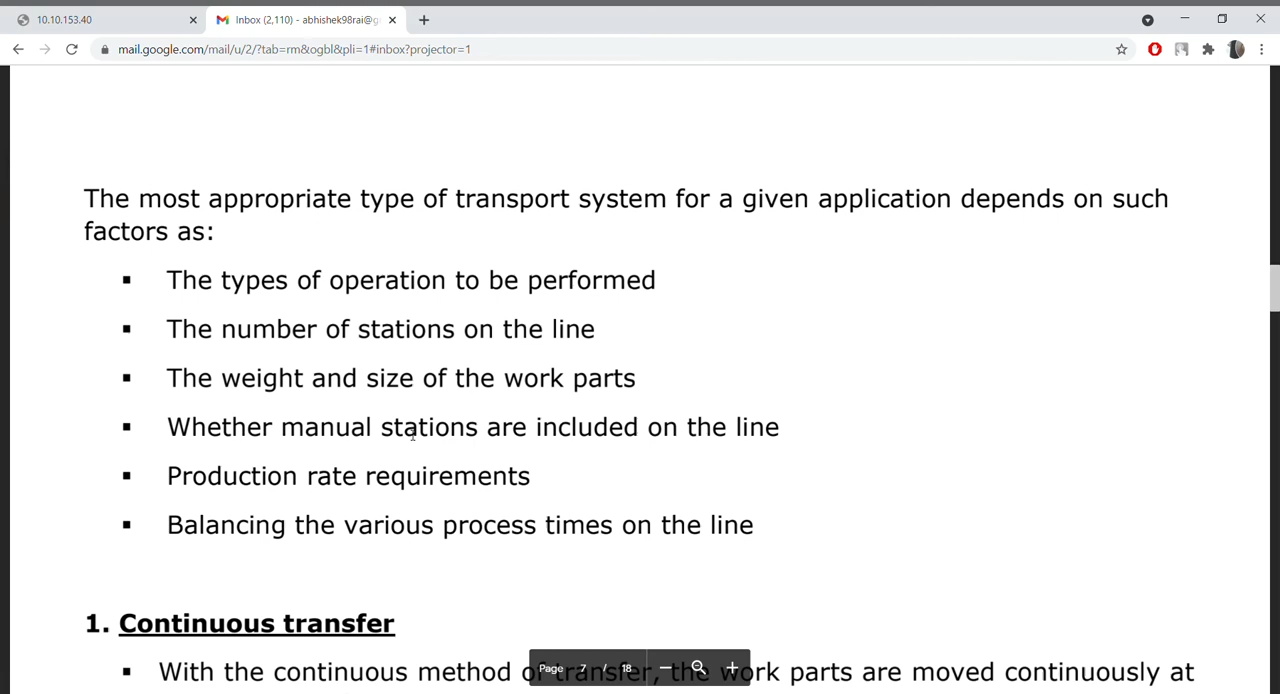 10.10.153.40
Inbox (2,110) - abhishek98rai@g
mail.google.com/mail/u/2/?tab=rm&ogbl&pli=1#inbox?projector=1
The most appropriate type of transport system for a given application depends on such
factors as:
▪ The types of operation to be performed
▪ The number of stations on the line
▪ The weight and size of the work parts
▪ Whether manual stations are included on the line
▪ Production rate requirements
▪ Balancing the various process times on the line
1. Continuous transfer
▪ With the continuous method of transfer, the work parts are moved continuously at
Page 7 / 18